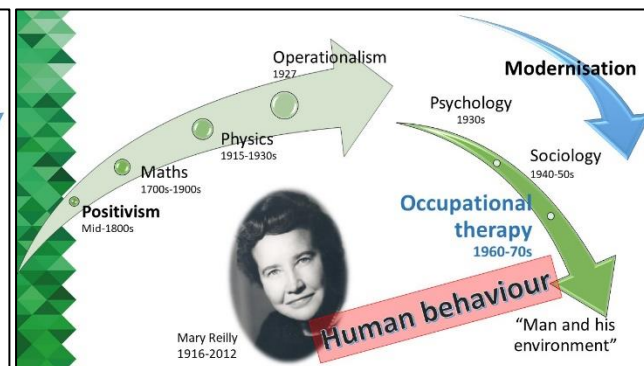 Operationalism
1927
Physics
1915-1930s
Maths
1700s-1900s
Positivism
Mid-1800s
Modernisation
Psychology
1930s
Sociology
1940-50s
Occupational
therapy
1960-70s
Human behaviour
Mary Reilly
1916-2012
“Man and his
environment”